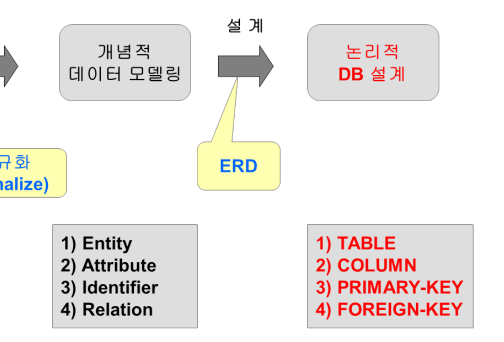 설 계
개념적
데이터 모델링
논리적
DB 설계
규화
nalize)
ERD
1) Entity
2) Attribute
3) Identifier
4) Relation
1) TABLE
2) COLUMN
3) PRIMARY-KEY
4) FOREIGN-KEY